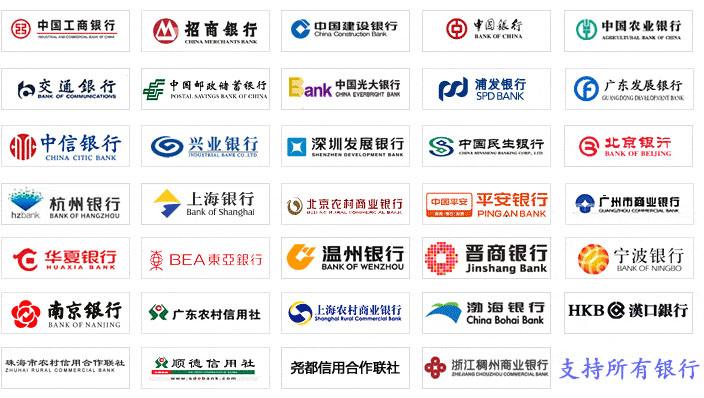 中国工商银行
INDUSTRIAL AND COMMERCIAL BANK OF CHINA
招商银行
CHINA MERCHANTS BANK
中国建设银行
China Construction Bank
中国银行
BANK OF CHINA
中国农业银行
AGRICULTURAL BANK OF CHINA
交通银行
BANK OF COMMUNICATIONS
中国邮政储蓄银行
POSTAL SAVINGS BANK OF CHINA
Bank
中国光大银行
CHINA EVERBRIGHT BANK
浦发银行
SPD BANK
广东发展银行
GUANGDONG DEVELOPMENT BANK
中信银行
CHINA CITIC BANK
兴业银行
INDUSTRIAL BANK CO.,LTD.
深圳发展银行
SHENZHEN DEVELOPMENT BANK
中国民生银行
CHINA MINSHENG BANKING CORP., LTD.
北京银行
BANK OF BEIJING
杭州银行
hzbank BANK OF HANGZHOU
上海银行
Bank of Shanghai
北京农村商业银行
BEIJING RURAL COMMERCIAL BANK
中国平安 平安银行
PINGAN BANK
广州市商业银行
GUANGZHOU COMMERCIAL BANK
华夏银行
HUAXIA BANK
BEA東亞銀行
温州银行
BANK OF WENZHOU
晋商银行
Jinshang Bank
宁波银行
BANK OF NINGBO
南京银行
BANK OF NANJING
广东农村信用社
上海农村商业银行
Shanghai Rural Commercial Bank
渤海银行
China Bohai Bank
HKB 漢口銀行
珠海市农村信用合作联社
ZHUHAI RURAL COMMERCIAL BANK
顺德信用社
www.sdebank.com
尧都信用合作联社
浙江稠州商业银行
ZHEJIANG CHOUZHOU COMMERCIAL BANK
支持所有银行